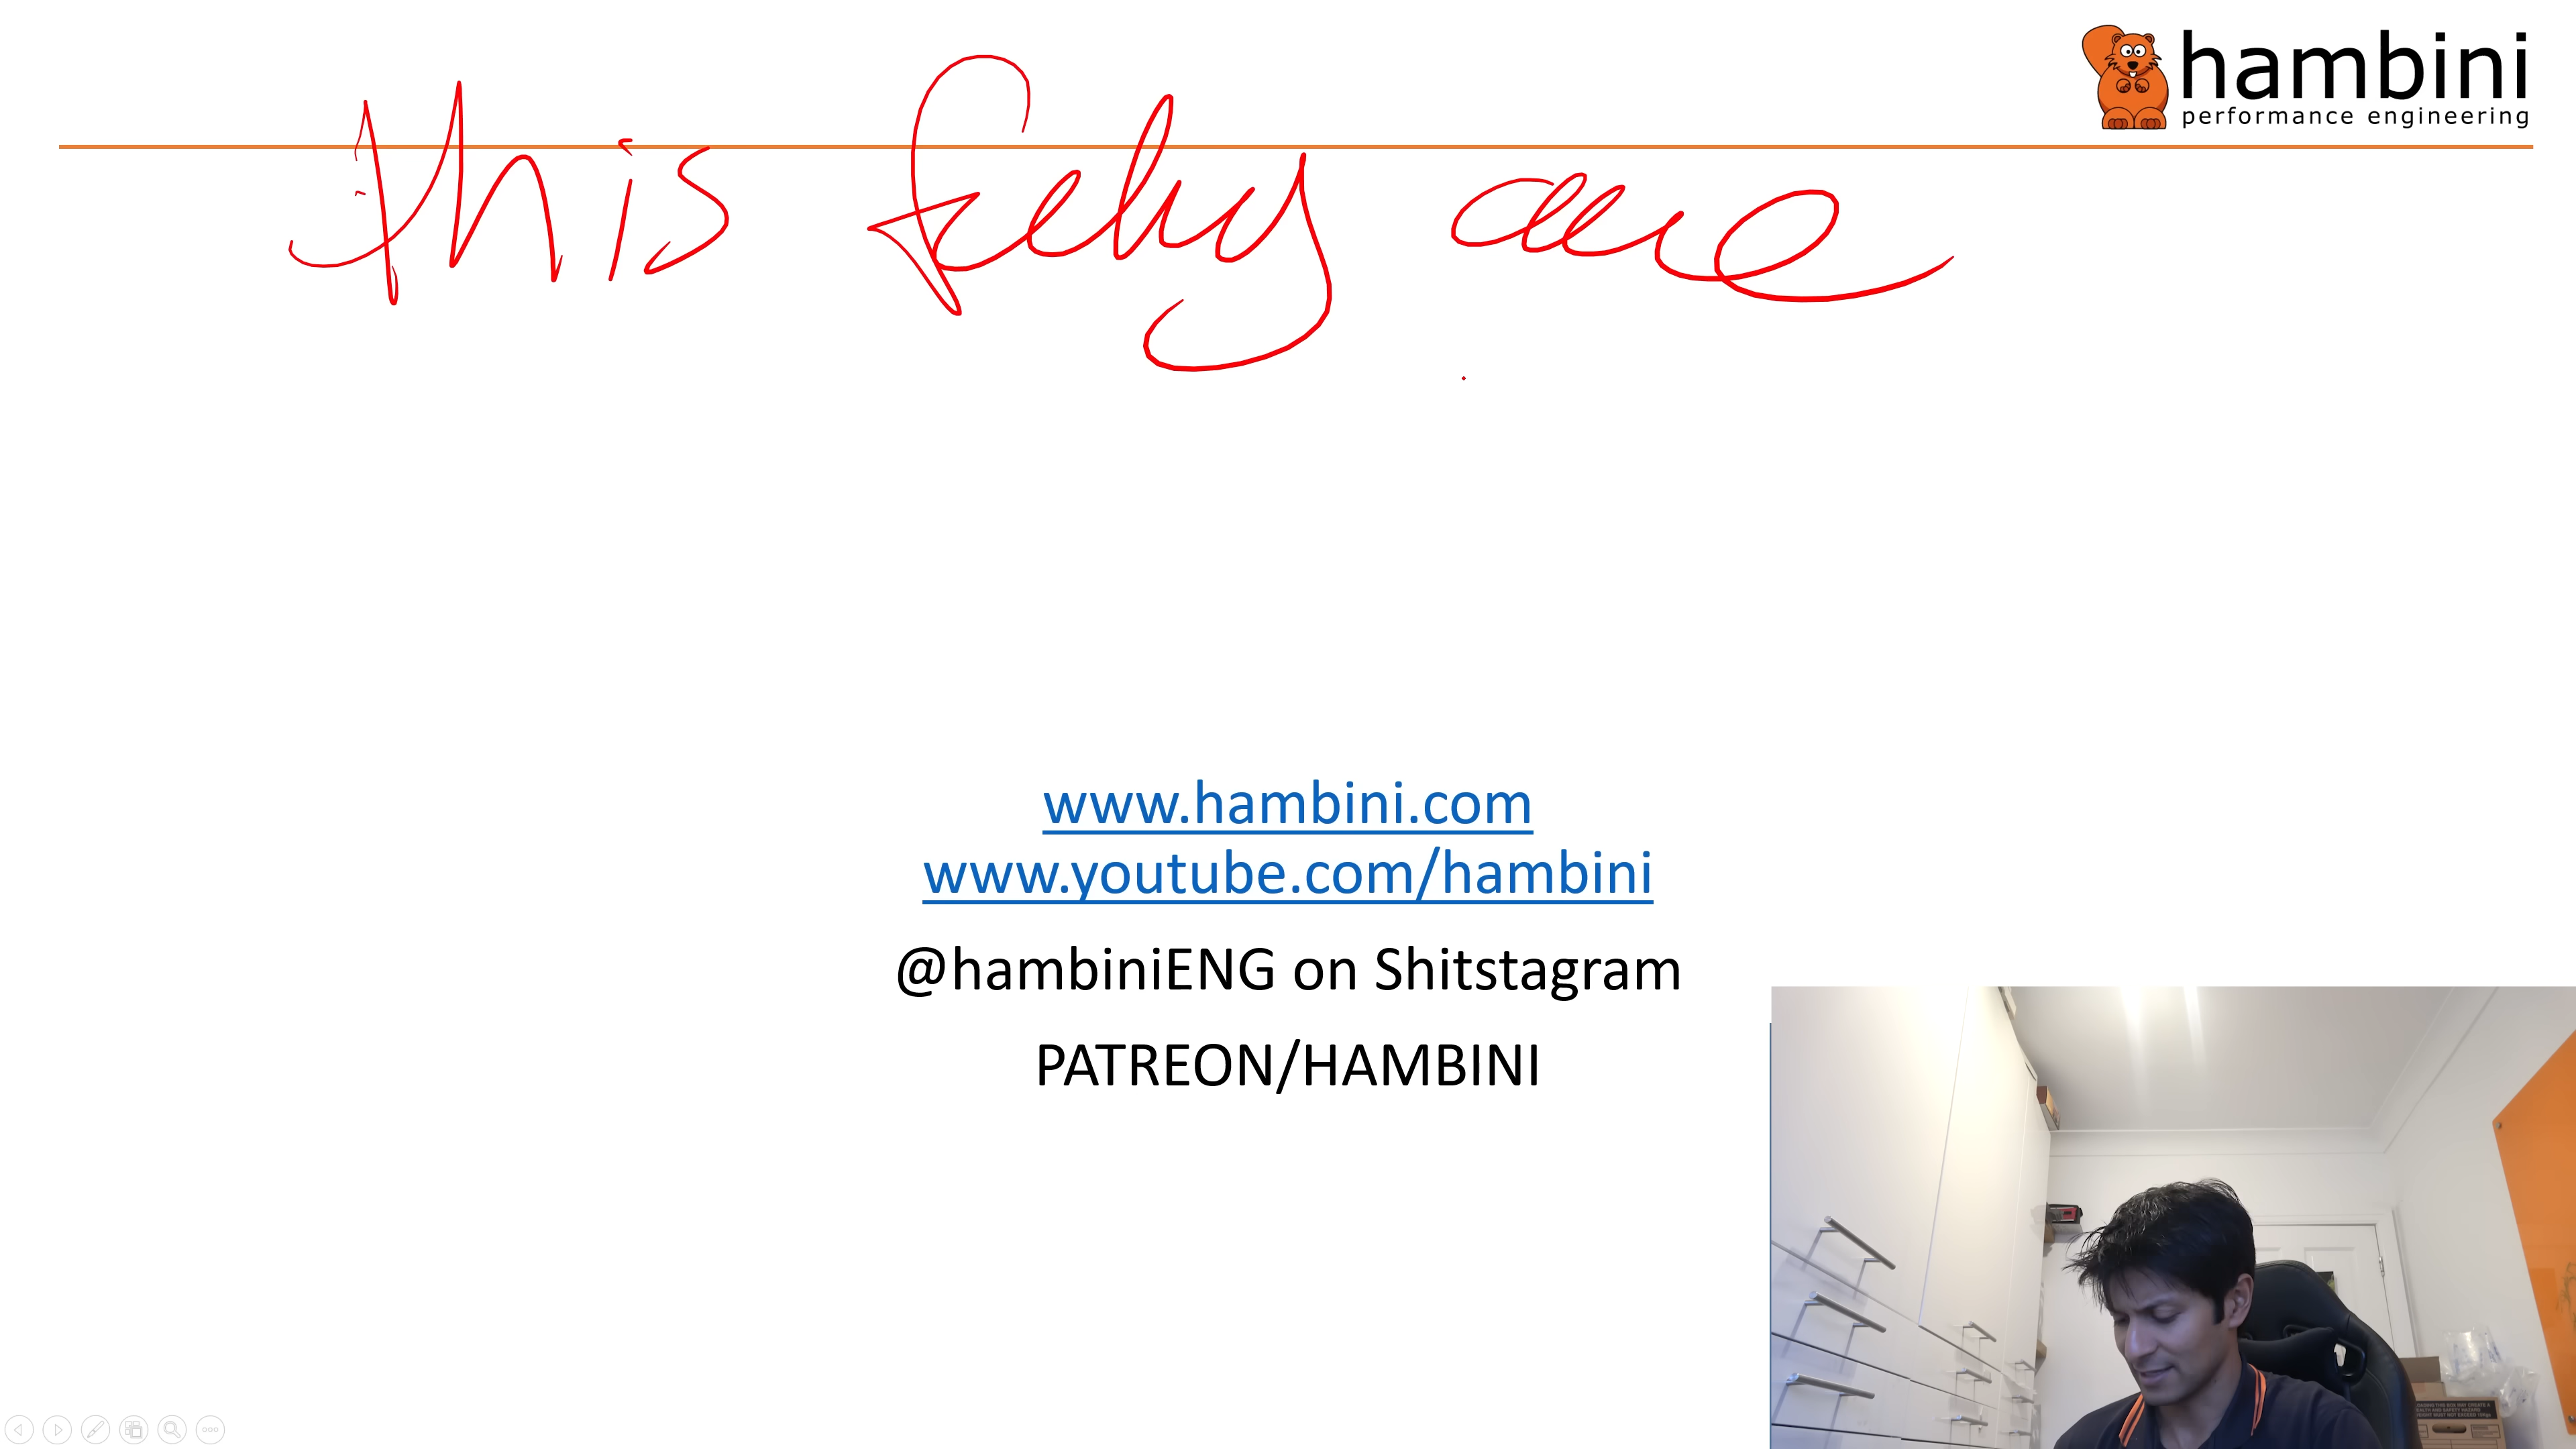 hambini
performance engineering
this
www.hambini.com
www.youtube.com/hambini
@hambiniENG on Shitstagram
PATREON/HAMBINI